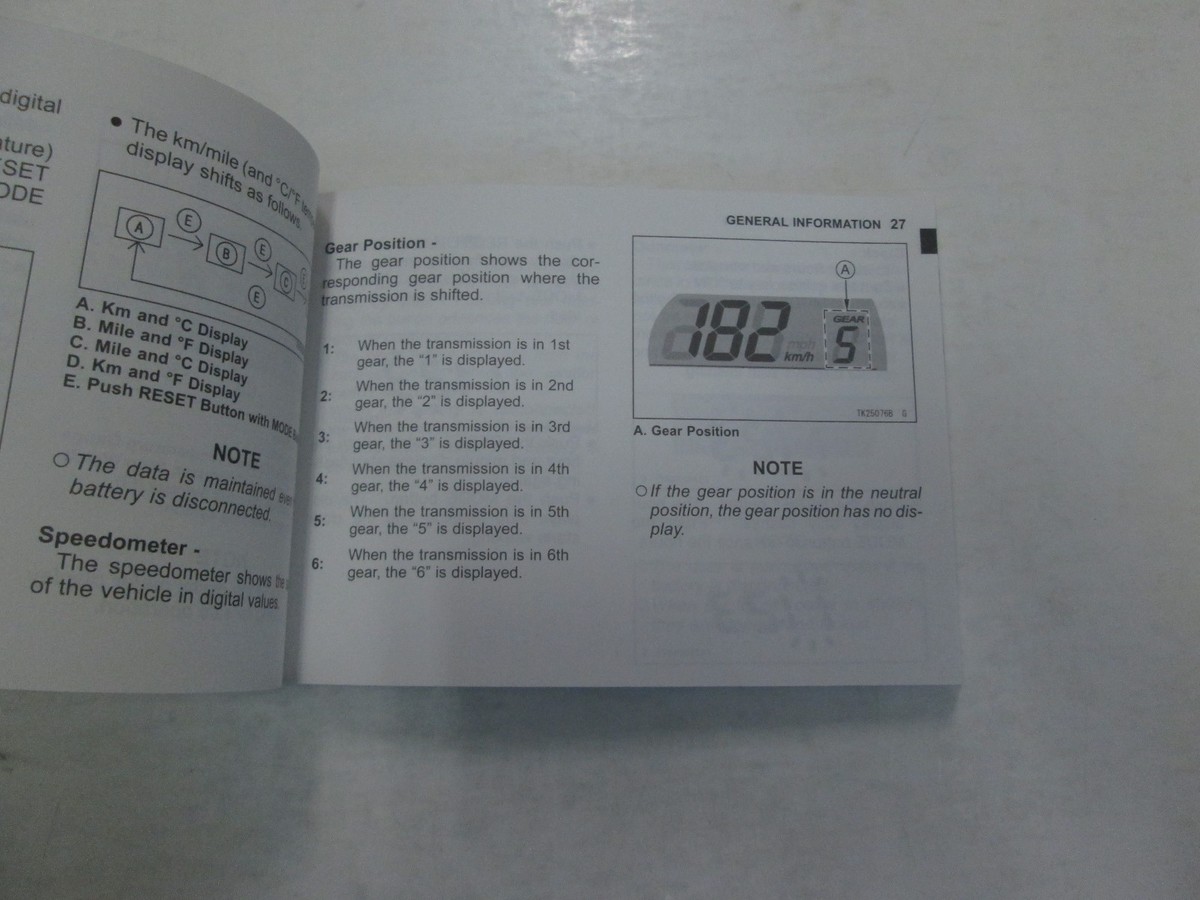 digital
ature)
SET
ODE
• The km/mile (and °C/°F
display shifts as follows.
A
E
B
E
C
E
E
A. Km and °C Display
B. Mile and °F Display
C. Mile and °C Display
D. Km and °F Display
E. Push RESET Button with MODE
NOTE
○ The data is maintained even
battery is disconnected.
Speedometer -
The speedometer shows the
of the vehicle in digital values.
GENERAL INFORMATION 27
Gear Position -
The gear position shows the cor-
responding gear position where the
transmission is shifted.
1: When the transmission is in 1st
gear, the “1” is displayed.
2: When the transmission is in 2nd
gear, the “2” is displayed.
3: When the transmission is in 3rd
gear, the “3” is displayed.
4: When the transmission is in 4th
gear, the “4” is displayed.
5: When the transmission is in 5th
gear, the “5” is displayed.
6: When the transmission is in 6th
gear, the “6” is displayed.
A
182 mph km/h
GEAR
5
TK25076B G
A. Gear Position
NOTE
○ If the gear position is in the neutral
position, the gear position has no dis-
play.